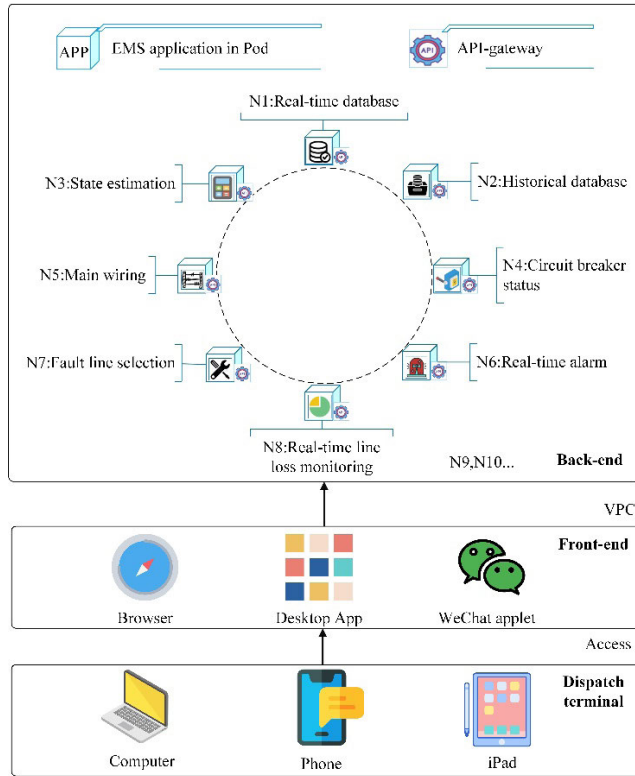 APP
EMS application in Pod
API
API-gateway
N1:Real-time database
N3:State estimation
N2:Historical database
N5:Main wiring
N4:Circuit breaker
status
N7:Fault line selection
N6:Real-time alarm
N8:Real-time line
loss monitoring
N9,N10...
Back-end
VPC
Front-end
Browser
Desktop App
WeChat applet
Access
Dispatch
terminal
Computer
Phone
iPad